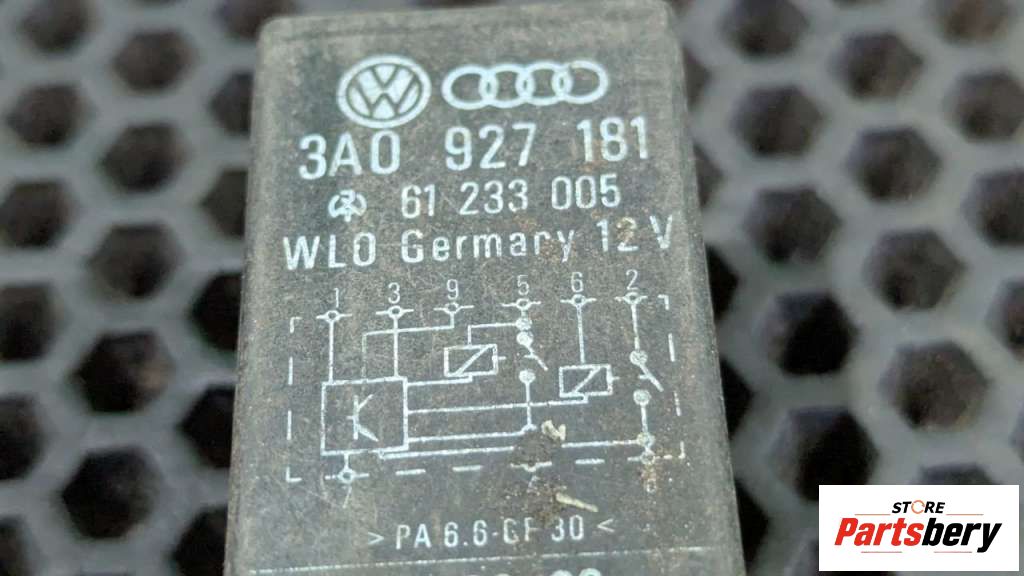 3A0 927 181
61 233 005
WLO Germany 12 V
1 3 9 5 6 2
K
>PA 6.6-GF 30<
STORE
Partsbery